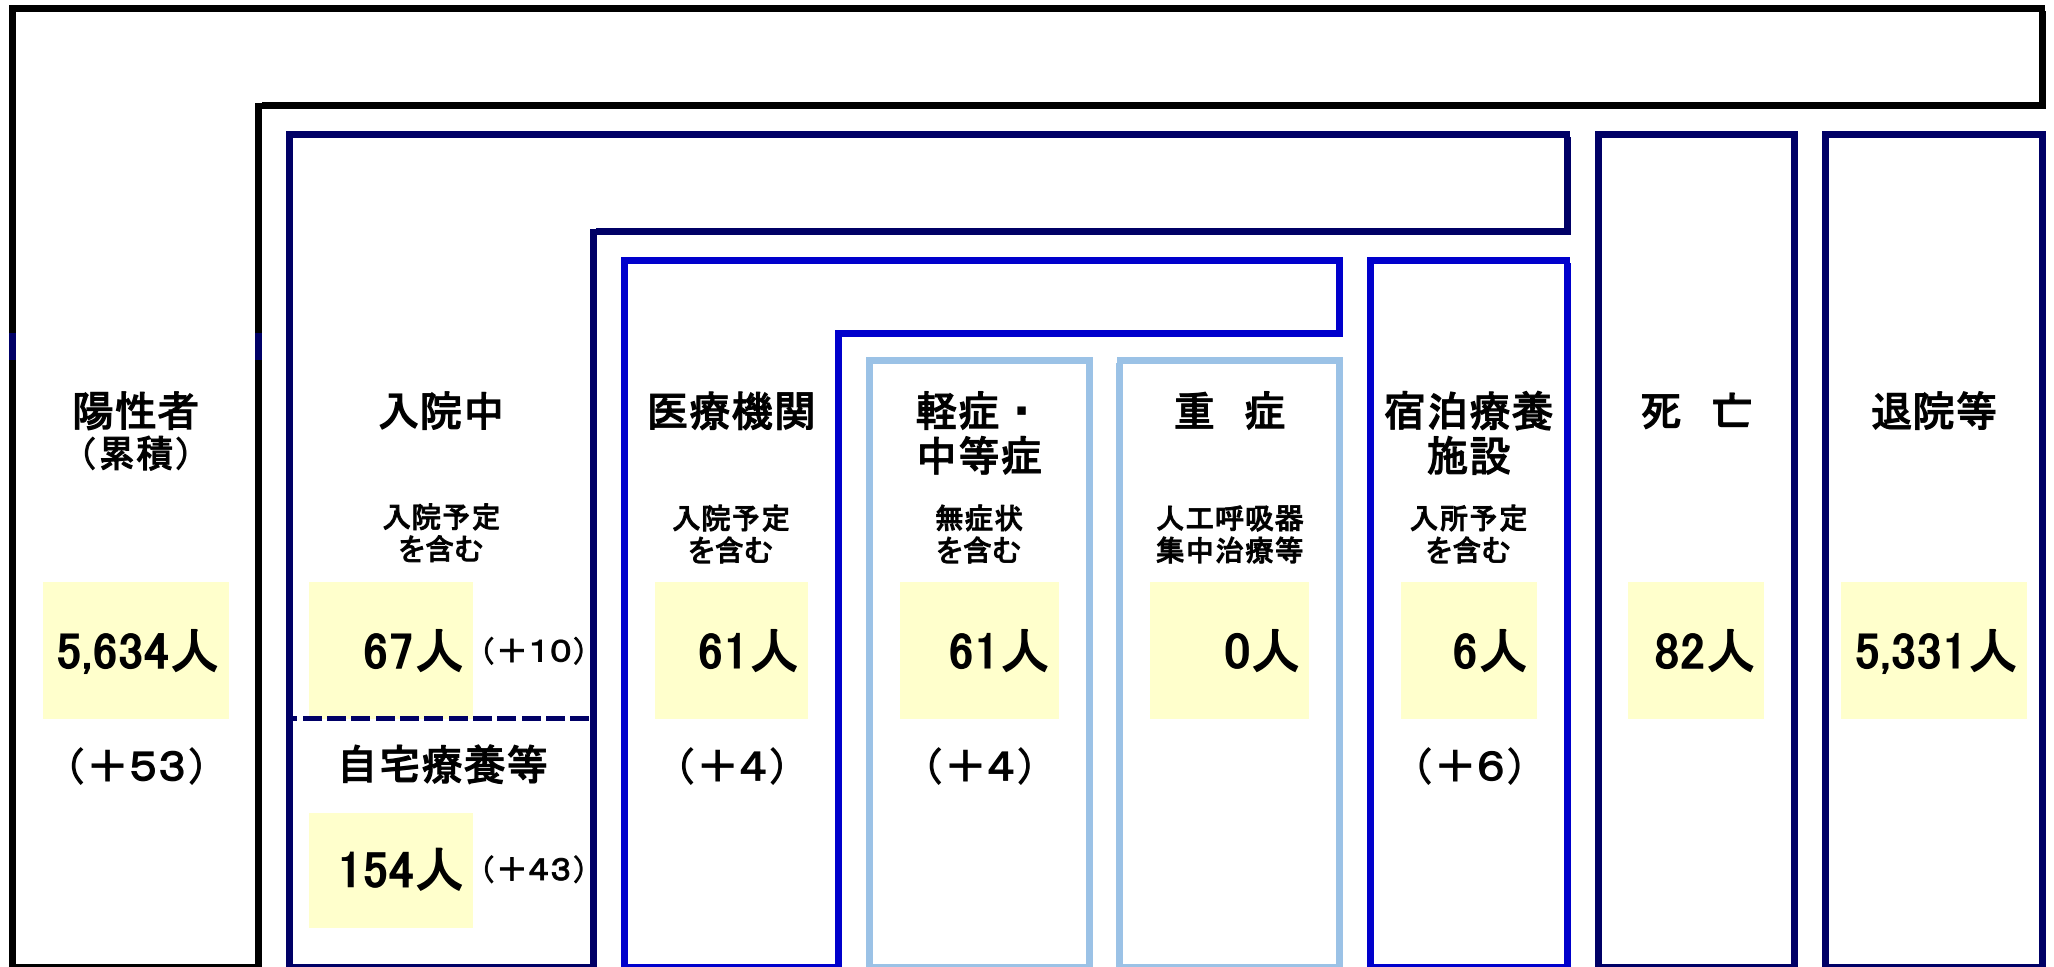 陽性者
（累積）
5,634人
（＋53）
入院中
入院予定
を含む
67人（＋10）
自宅療養等
154人（＋43）
医療機関
入院予定
を含む
61人
（＋4）
軽症・
中等症
無症状
を含む
61人
（＋4）
重　症
人工呼吸器
集中治療等
0人
宿泊療養
施設
入所予定
を含む
6人
（＋6）
死　亡
82人
退院等
5,331人